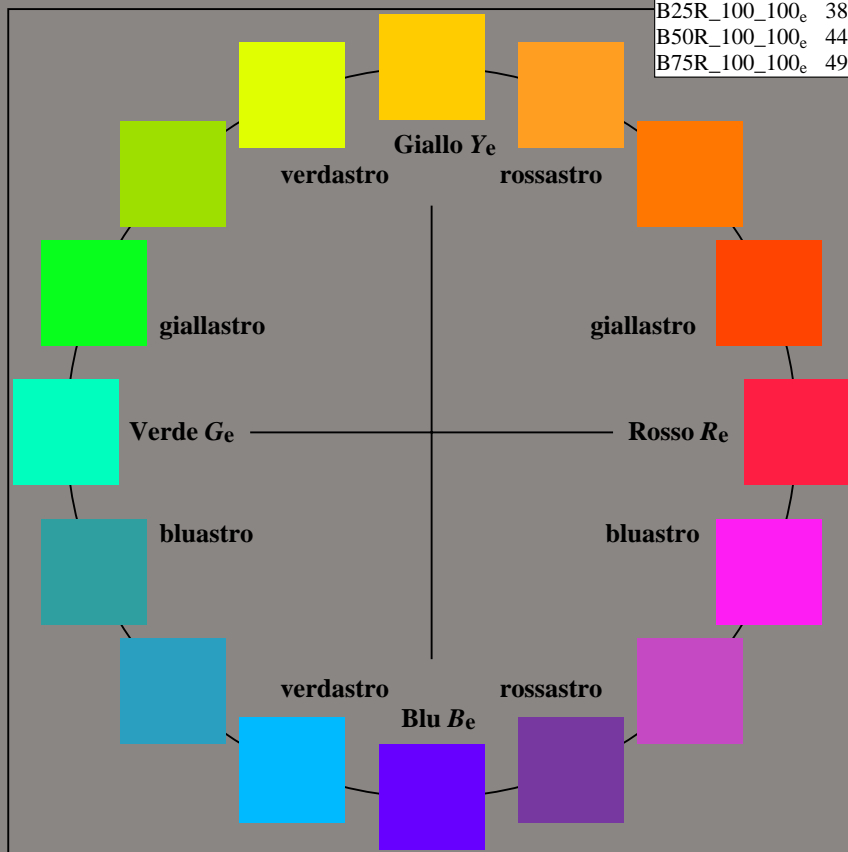 B25R_100_100e 38
B50R_100_100e 44
B75R_100_100e 49
Giallo Ye
verdastro rossastro
giallastro giallastro
Verde Ge Rosso Re
bluastro bluastro
verdastro rossastro
Blu Be